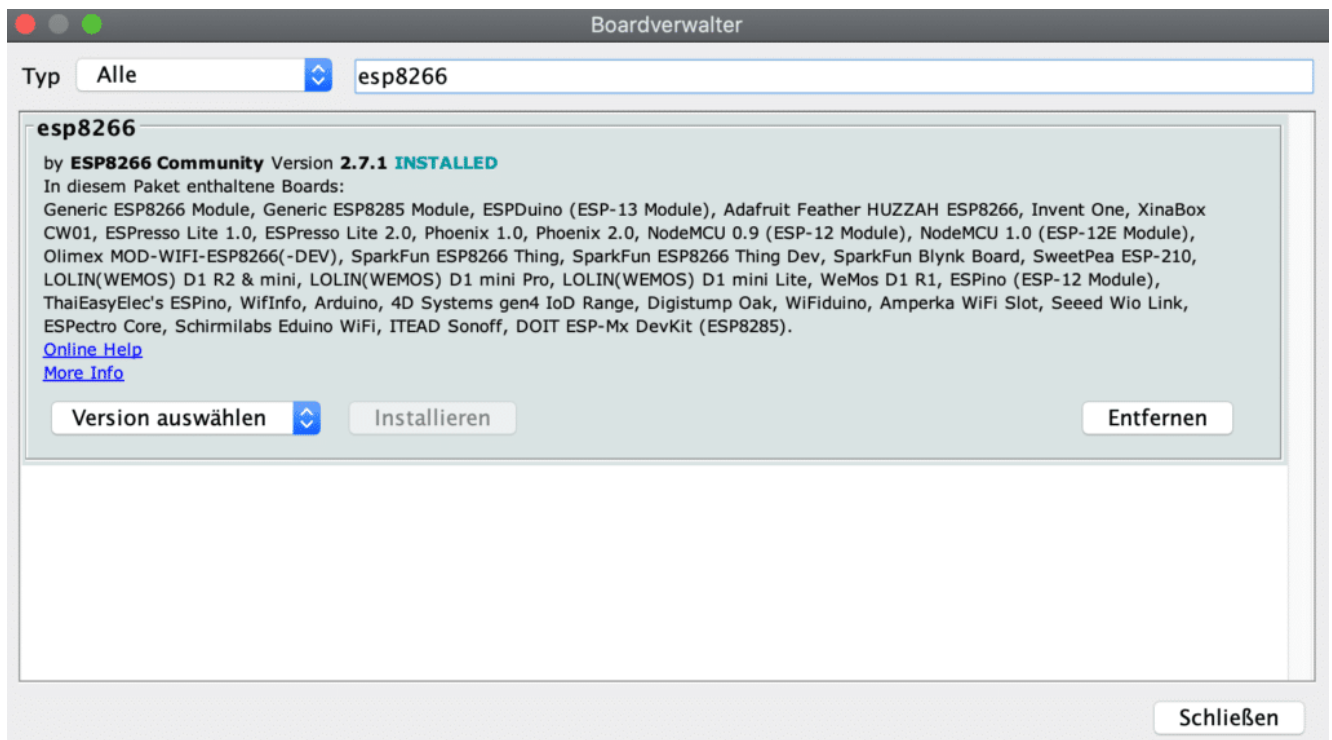 Boardverwalter
Typ Alle esp8266
esp8266
by ESP8266 Community Version 2.7.1 INSTALLED
In diesem Paket enthaltene Boards:
Generic ESP8266 Module, Generic ESP8285 Module, ESPDuino (ESP-13 Module), Adafruit Feather HUZZAH ESP8266, Invent One, XinaBox
CW01, ESPresso Lite 1.0, ESPresso Lite 2.0, Phoenix 1.0, Phoenix 2.0, NodeMCU 0.9 (ESP-12 Module), NodeMCU 1.0 (ESP-12E Module),
Olimex MOD-WIFI-ESP8266(-DEV), SparkFun ESP8266 Thing, SparkFun ESP8266 Thing Dev, SparkFun Blynk Board, SweetPea ESP-210,
LOLIN(WEMOS) D1 R2 & mini, LOLIN(WEMOS) D1 mini Pro, LOLIN(WEMOS) D1 mini Lite, WeMos D1 R1, ESPino (ESP-12 Module),
ThaiEasyElec's ESPino, WifInfo, Arduino, 4D Systems gen4 IoD Range, Digistump Oak, WiFiduino, Amperka WiFi Slot, Seeed Wio Link,
ESPectro Core, Schirmilabs Eduino WiFi, ITEAD Sonoff, DOIT ESP-Mx DevKit (ESP8285).
Online Help
More Info
Version auswählen Installieren Entfernen
Schließen